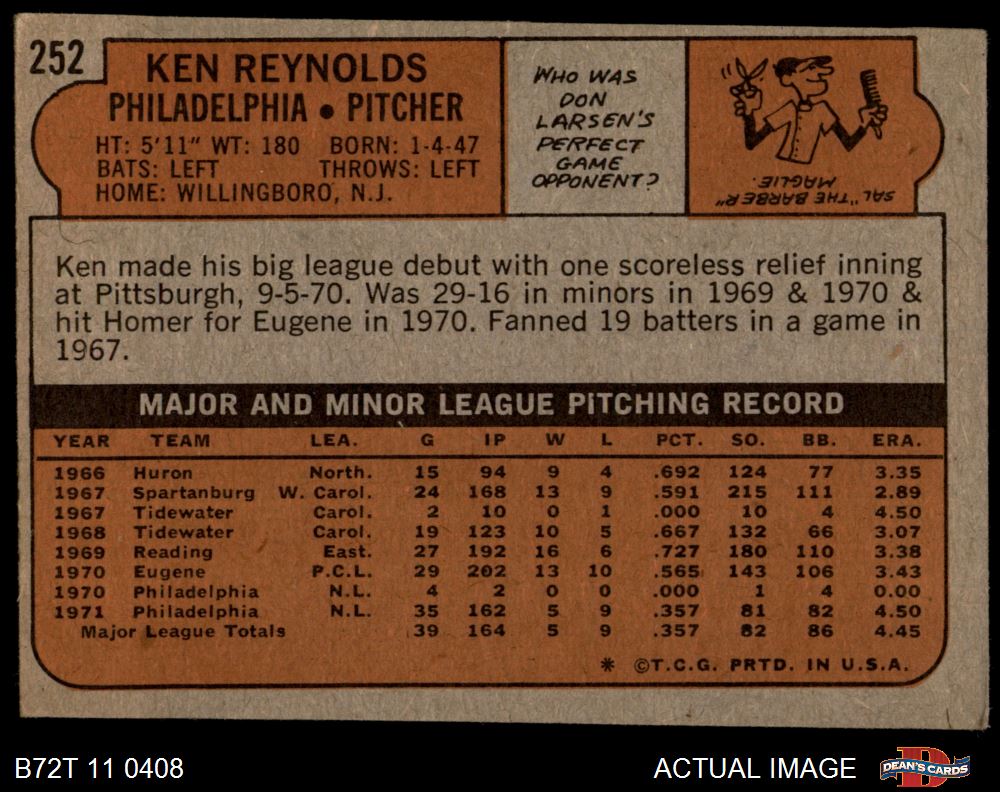 252
KEN REYNOLDS
PHILADELPHIA • PITCHER
HT: 5'11" WT: 180 BORN: 1-4-47
BATS: LEFT THROWS: LEFT
HOME: WILLINGBORO, N.J.
WHO WAS
DON
LARSEN'S
PERFECT
GAME
OPPONENT?
SAL "THE BARBER"
MAGLIE.
Ken made his big league debut with one scoreless relief inning
at Pittsburgh, 9-5-70. Was 29-16 in minors in 1969 & 1970 &
hit Homer for Eugene in 1970. Fanned 19 batters in a game in
1967.
MAJOR AND MINOR LEAGUE PITCHING RECORD
YEAR TEAM LEA. G IP W L PCT. SO. BB. ERA.
1966 Huron North. 15 94 9 4 .692 124 77 3.35
1967 Spartanburg W. Carol. 24 168 13 9 .591 215 111 2.89
1967 Tidewater Carol. 2 10 0 1 .000 10 4 4.50
1968 Tidewater Carol. 19 123 10 5 .667 132 66 3.07
1969 Reading East. 27 192 16 6 .727 180 110 3.38
1970 Eugene P.C.L. 29 202 13 10 .565 143 106 3.43
1970 Philadelphia N.L. 4 2 0 0 .000 1 4 0.00
1971 Philadelphia N.L. 35 162 5 9 .357 81 82 4.50
Major League Totals 39 164 5 9 .357 82 86 4.45
* ©T.C.G. PRTD. IN U.S.A.
B72T 11 0408
ACTUAL IMAGE
D
DEAN'S CARDS